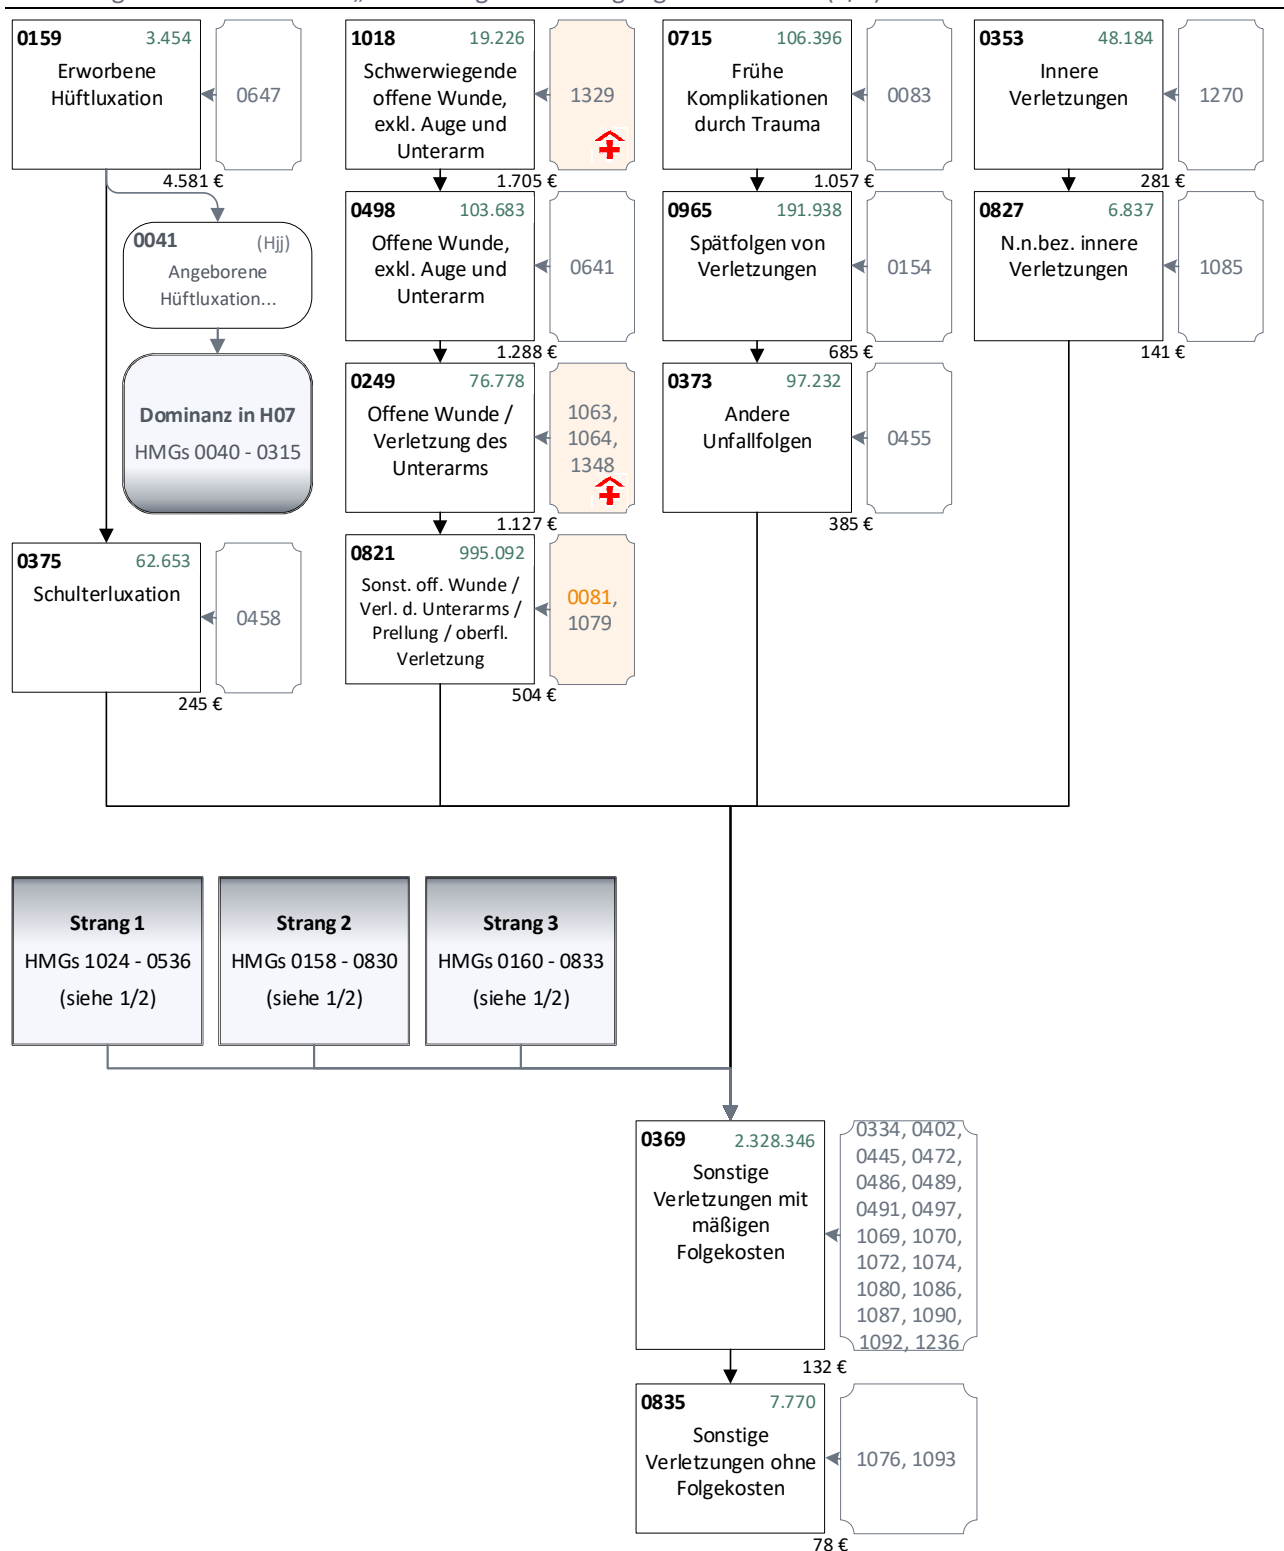 0159 3.454
Erworbene
Hüftluxation
0647
4.581 €
0041 (Hjj)
Angeborene
Hüftluxation...
Dominanz in H07
HMGs 0040 - 0315
0375 62.653
Schulterluxation
0458
245 €
1018 19.226
Schwerwiegende
offene Wunde,
exkl. Auge und
Unterarm
1329
1.705 €
0498 103.683
Offene Wunde,
exkl. Auge und
Unterarm
0641
1.288 €
0249 76.778
Offene Wunde /
Verletzung des
Unterarms
1063,
1064,
1348
1.127 €
0821 995.092
Sonst. off. Wunde /
Verl. d. Unterarms /
Prellung / oberfl.
Verletzung
0081,
1079
504 €
0715 106.396
Frühe
Komplikationen
durch Trauma
0083
1.057 €
0965 191.938
Spätfolgen von
Verletzungen
0154
685 €
0373 97.232
Andere
Unfallfolgen
0455
385 €
0353 48.184
Innere
Verletzungen
1270
281 €
0827 6.837
N.n.bez. innere
Verletzungen
1085
141 €
Strang 1
HMGs 1024 - 0536
(siehe 1/2)
Strang 2
HMGs 0158 - 0830
(siehe 1/2)
Strang 3
HMGs 0160 - 0833
(siehe 1/2)
0369 2.328.346
Sonstige
Verletzungen mit
mäßigen
Folgekosten
0334, 0402,
0445, 0472,
0486, 0489,
0491, 0497,
1069, 1070,
1072, 1074,
1080, 1086,
1087, 1090,
1092, 1236
132 €
0835 7.770
Sonstige
Verletzungen ohne
Folgekosten
1076, 1093
78 €